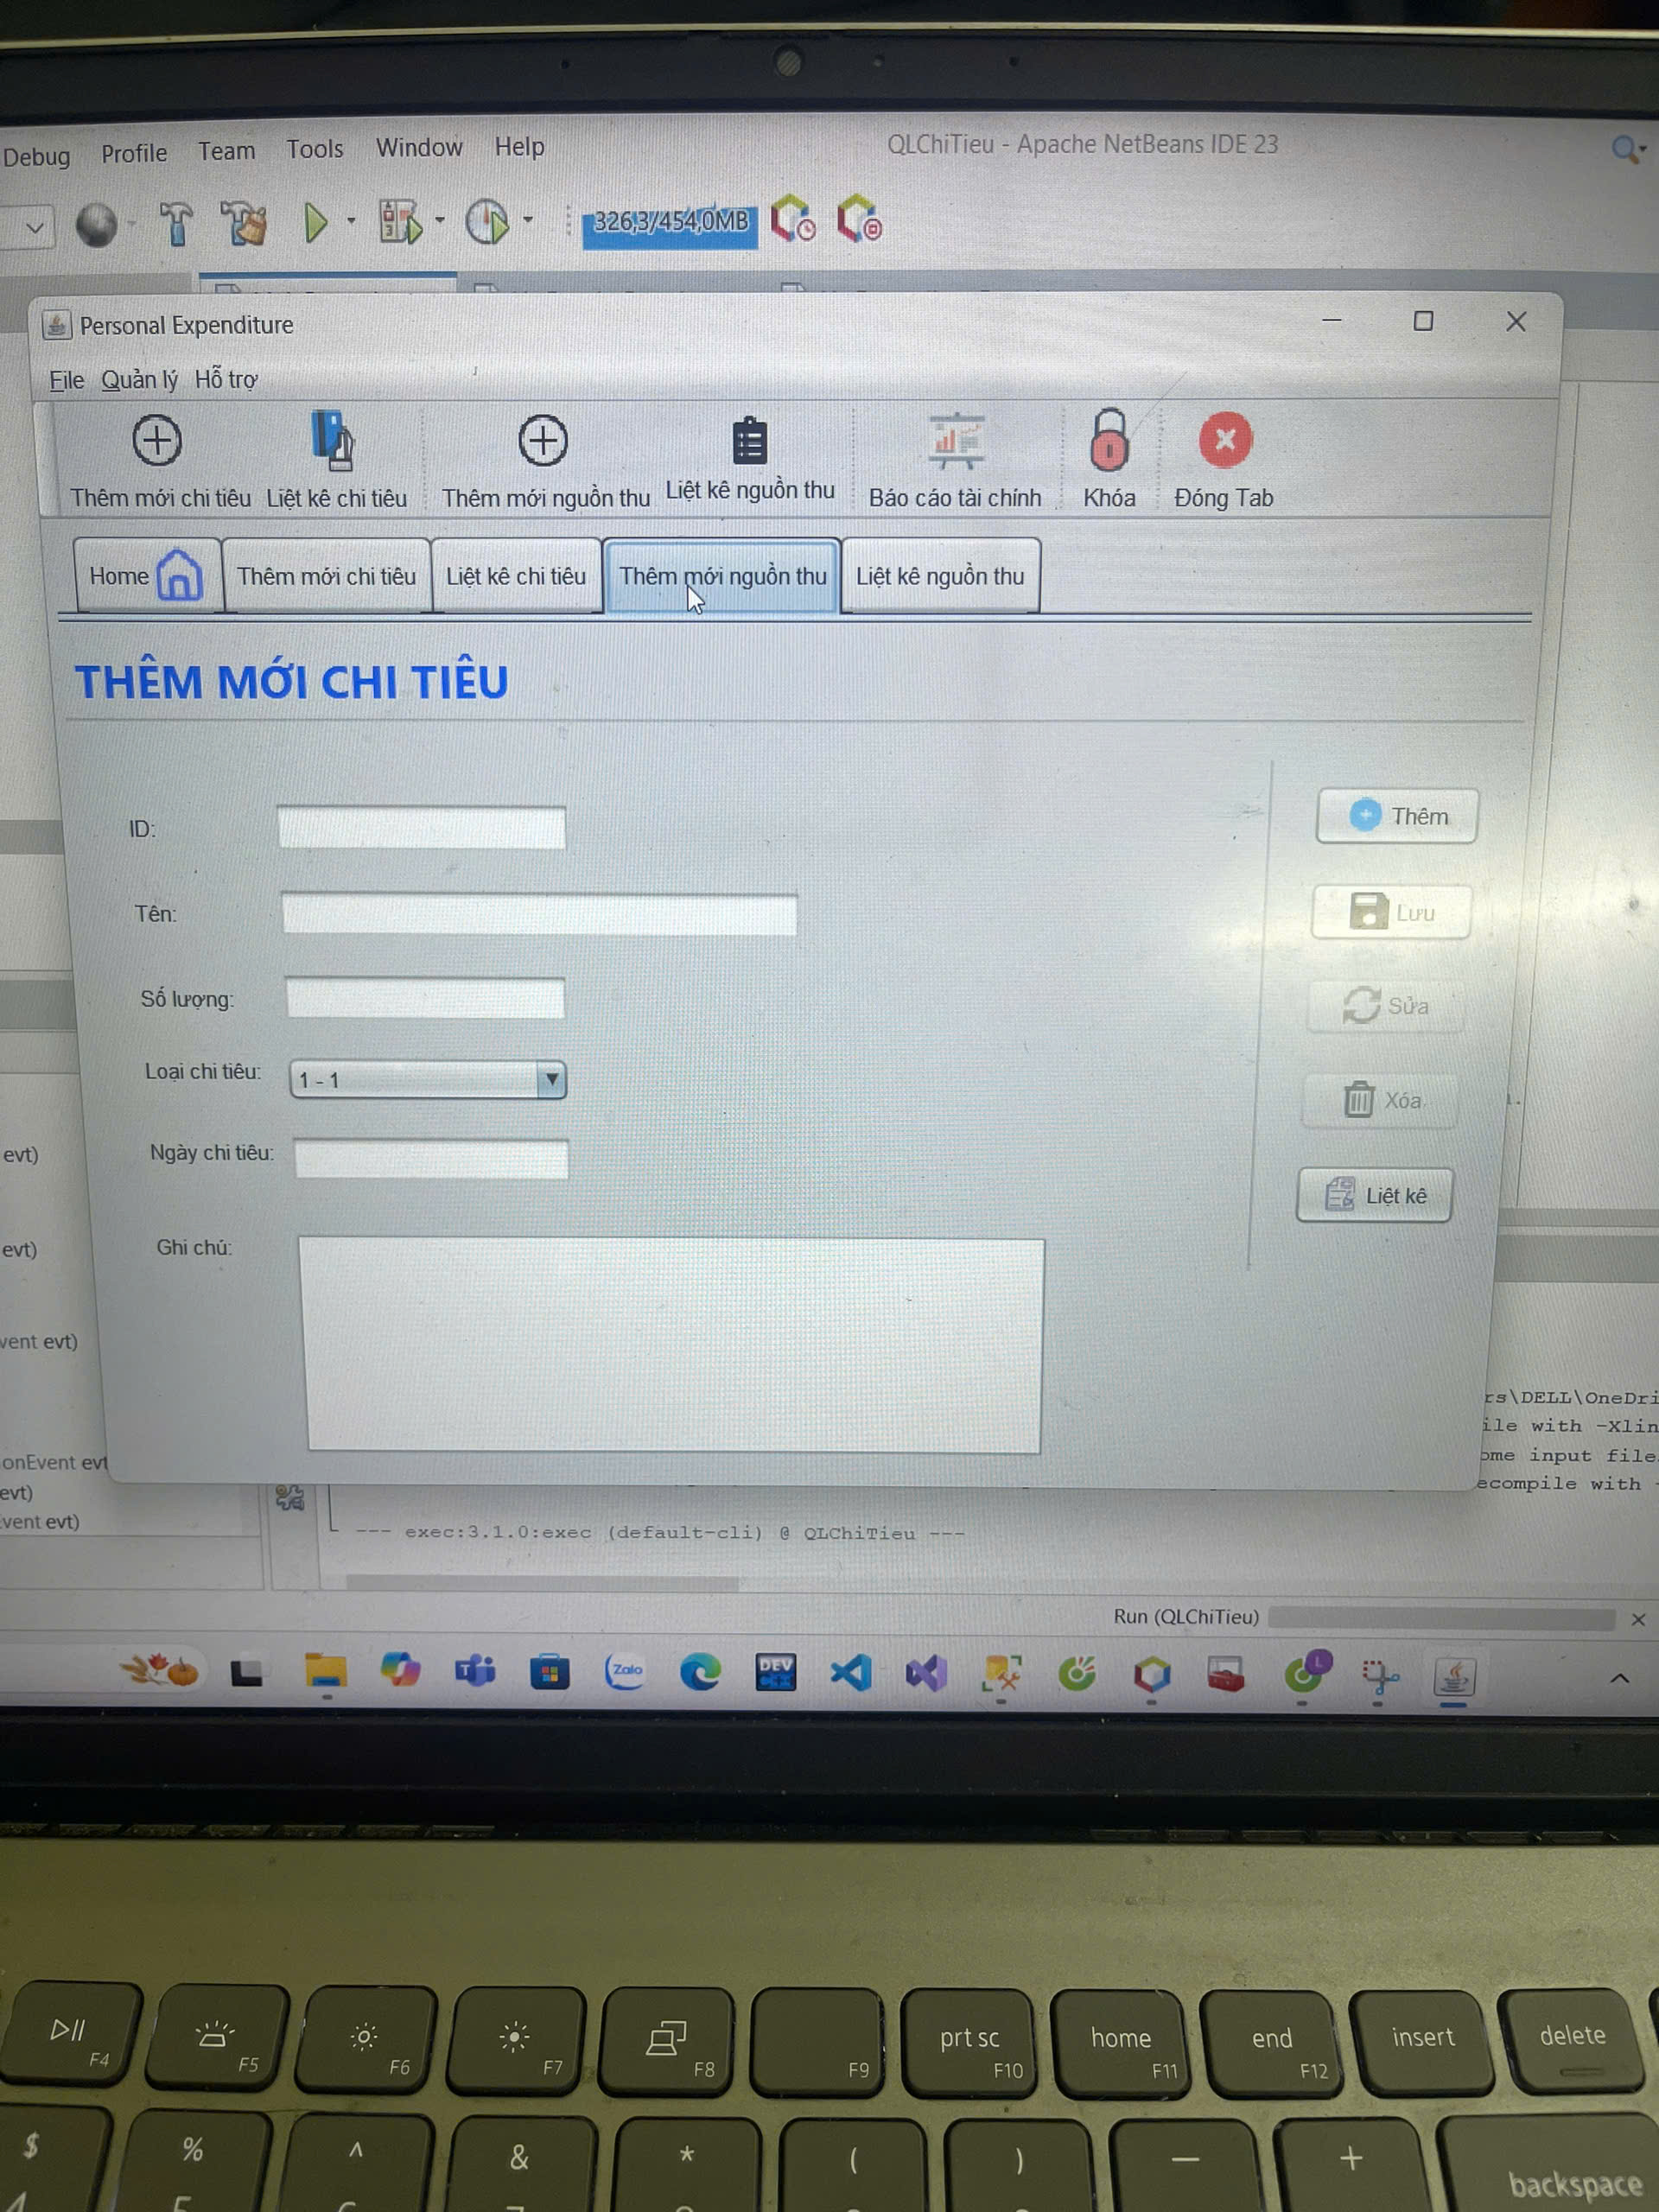 Debug Profile Team Tools Window Help QLChiTieu - Apache NetBeans IDE 23
326,3/454,0MB
Personal Expenditure
File Quản lý Hỗ trợ
Thêm mới chi tiêu Liệt kê chi tiêu Thêm mới nguồn thu Liệt kê nguồn thu Báo cáo tài chính Khóa Đóng Tab
Home Thêm mới chi tiêu Liệt kê chi tiêu Thêm mới nguồn thu Liệt kê nguồn thu
THÊM MỚI CHI TIÊU
ID:
Thêm
Tên:
Lưu
Số lượng:
Sửa
Loại chi tiêu: 1 - 1
Xóa
Ngày chi tiêu:
evt)
Liệt kê
Ghi chú:
evt)
vent evt)
rs\DELL\OneDri
ile with -Xlin
ome input file
onEvent evt
ecompile with -
evt)
vent evt)
--- exec:3.1.0:exec (default-cli) @ QLChiTieu ---
Run (QLChiTieu)
Zalo DEV L
F4 F5 F6 F7 F8 F9 prt sc F10 home F11 end F12 insert delete
$ % ^ & * ( ) — + backspace